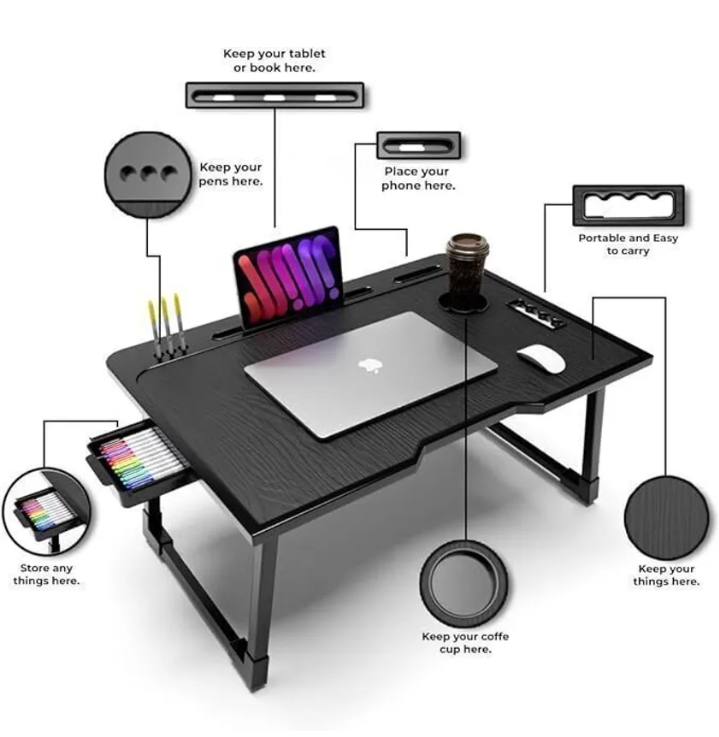 Keep your tablet
or book here.
Keep your
pens here.
Place your
phone here.
Portable and Easy
to carry
Store any
things here.
Keep your coffe
cup here.
Keep your
things here.